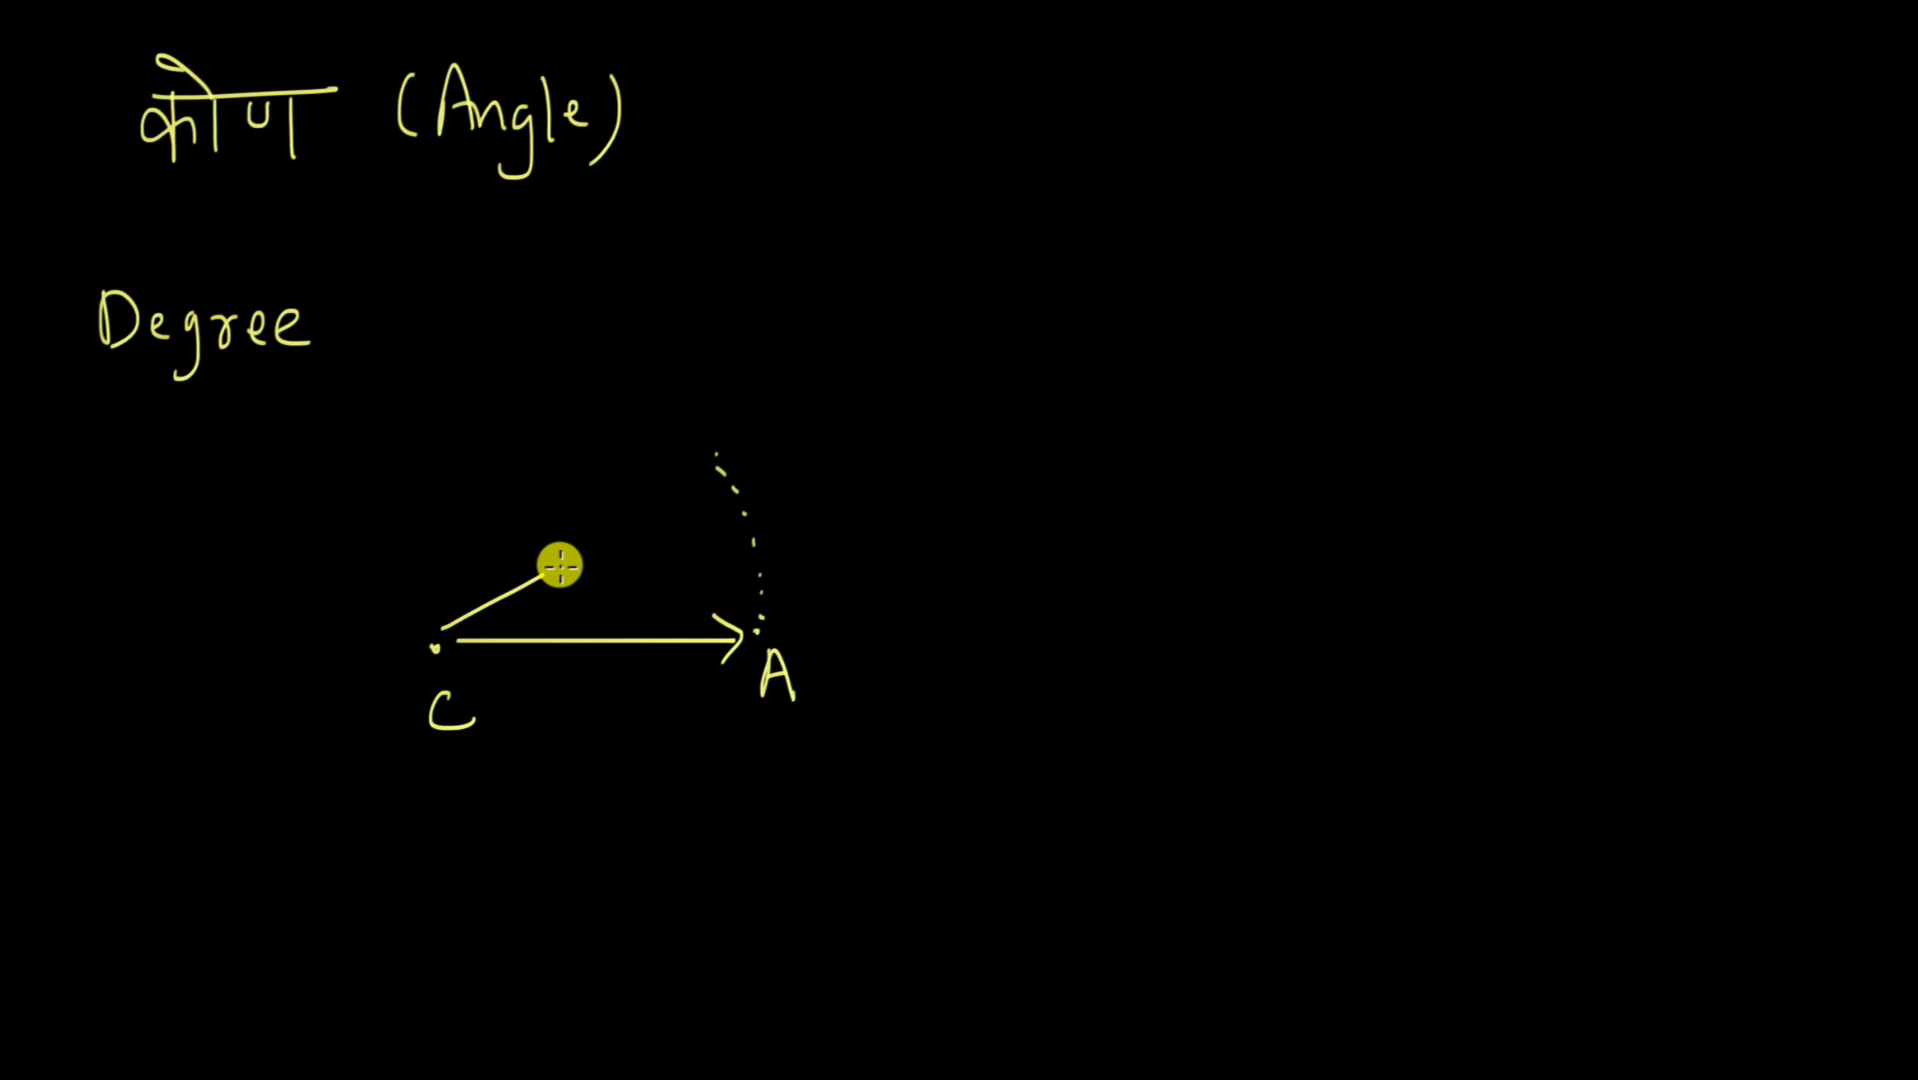 कोण (Angle)
Degree
A
C